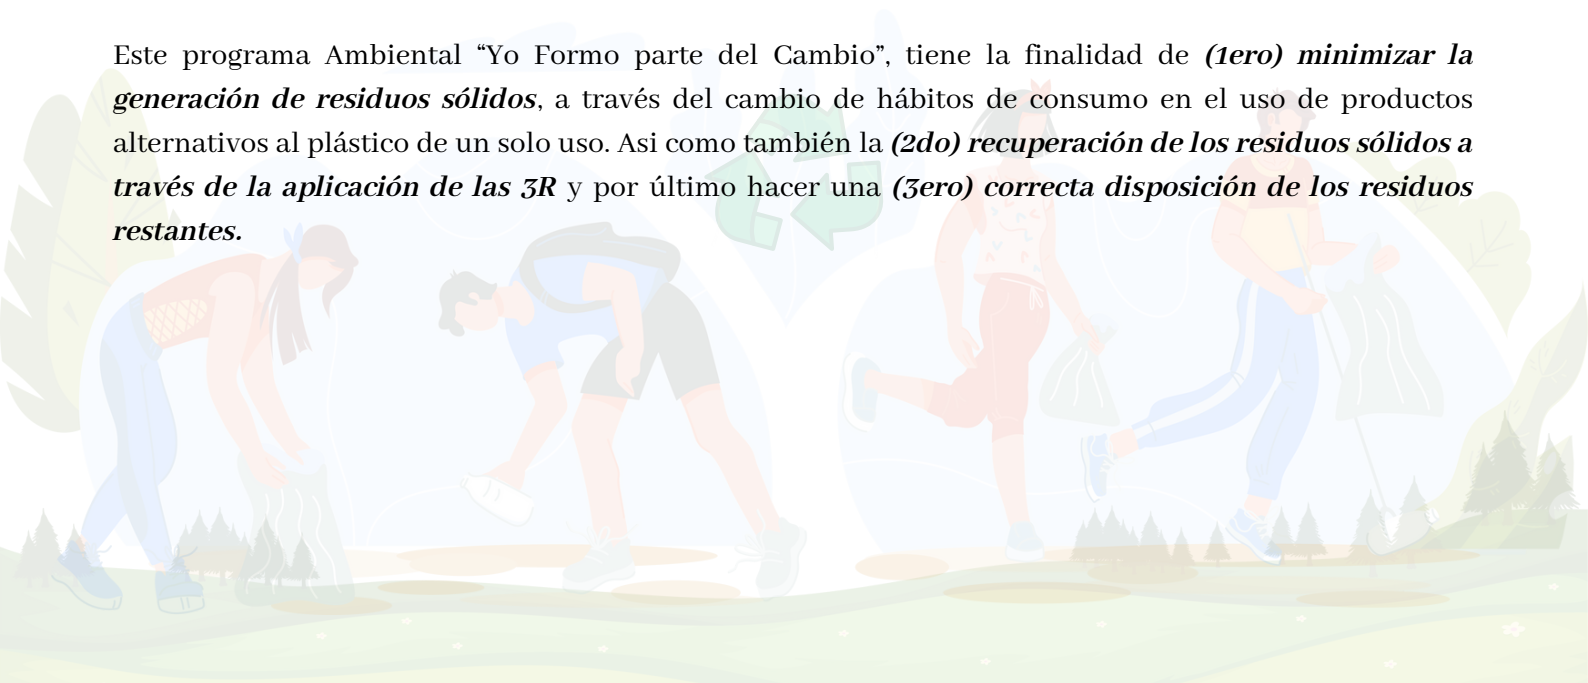 Este programa Ambiental “Yo Formo parte del Cambio”, tiene la finalidad de (1ero) minimizar la
generación de residuos sólidos, a través del cambio de hábitos de consumo en el uso de productos
alternativos al plástico de un solo uso. Asi como también la (2do) recuperación de los residuos sólidos a
través de la aplicación de las 3R y por último hacer una (3ero) correcta disposición de los residuos
restantes.